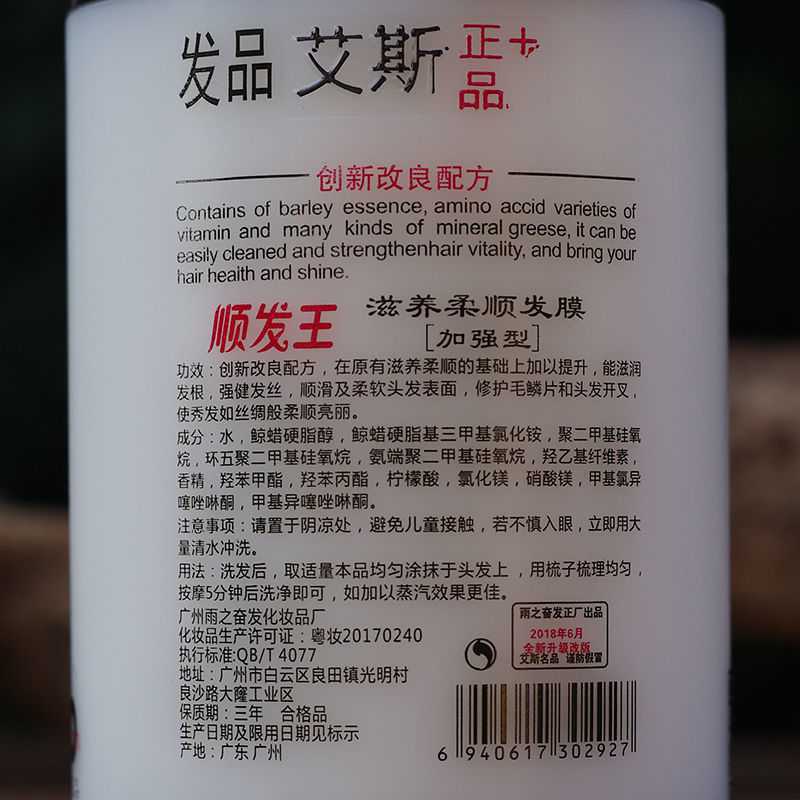 发品 艾斯 正+
品
创新改良配方
Contains of barley essence, amino accid varieties of
vitamin and many kinds of mineral greese, it can be
easily cleaned and strengthenhair vitality, and bring your
hair health and shine.
顺发王 滋养柔顺发膜
[加强型]
功效：创新改良配方，在原有滋养柔顺的基础上加以提升，能滋润
发根，强健发丝，顺滑及柔软头发表面，修护毛鳞片和头发开叉，
使秀发如丝绸般柔顺亮丽。
成分：水，鲸蜡硬脂醇，鲸蜡硬脂基三甲基氯化铵，聚二甲基硅氧
烷，环五聚二甲基硅氧烷，氨端聚二甲基硅氧烷，羟乙基纤维素，
香精，羟苯甲酯，羟苯丙酯，柠檬酸，氯化镁，硝酸镁，甲基氯异
噻唑啉酮，甲基异噻唑啉酮。
注意事项：请置于阴凉处，避免儿童接触，若不慎入眼，立即用大
量清水冲洗。
用法：洗发后，取适量本品均匀涂抹于头发上，用梳子梳理均匀，
按摩5分钟后洗净即可，如加以蒸汽效果更佳。
广州雨之奋发化妆品厂
化妆品生产许可证：粤妆20170240
执行标准:QB/T 4077
地址：广州市白云区良田镇光明村
良沙路大窿工业区
保质期：三年 合格品
生产日期及限用日期见标示
产地：广东 广州
雨之奋发正厂出品
2018年6月
全新升级改版
艾斯名品 谨防假冒
6 940617 302927